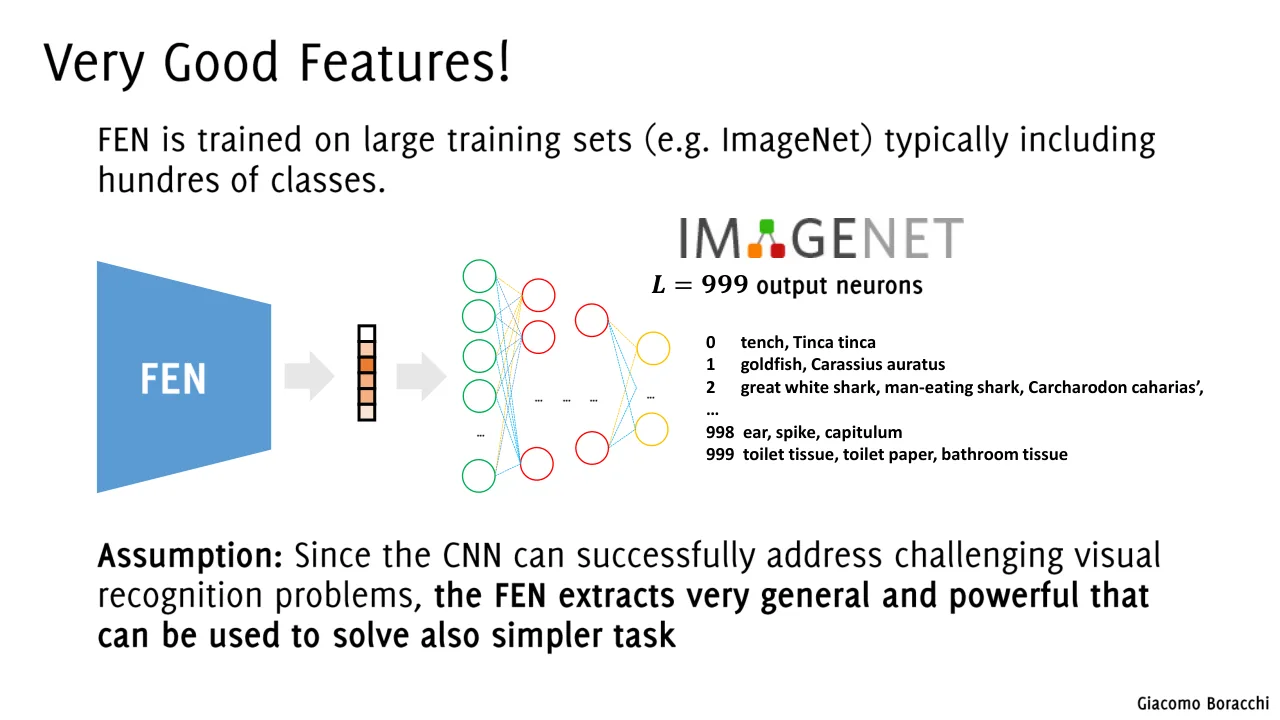 Very Good Features!
FEN is trained on large training sets (e.g. ImageNet) typically including
hundres of classes.
IMAGENET
L = 999 output neurons
FEN
0 tench, Tinca tinca
1 goldfish, Carassius auratus
2 great white shark, man-eating shark, Carcharodon caharias’,
...
998 ear, spike, capitulum
999 toilet tissue, toilet paper, bathroom tissue
... ... ... ...
...
Assumption: Since the CNN can successfully address challenging visual
recognition problems, the FEN extracts very general and powerful that
can be used to solve also simpler task
Giacomo Boracchi